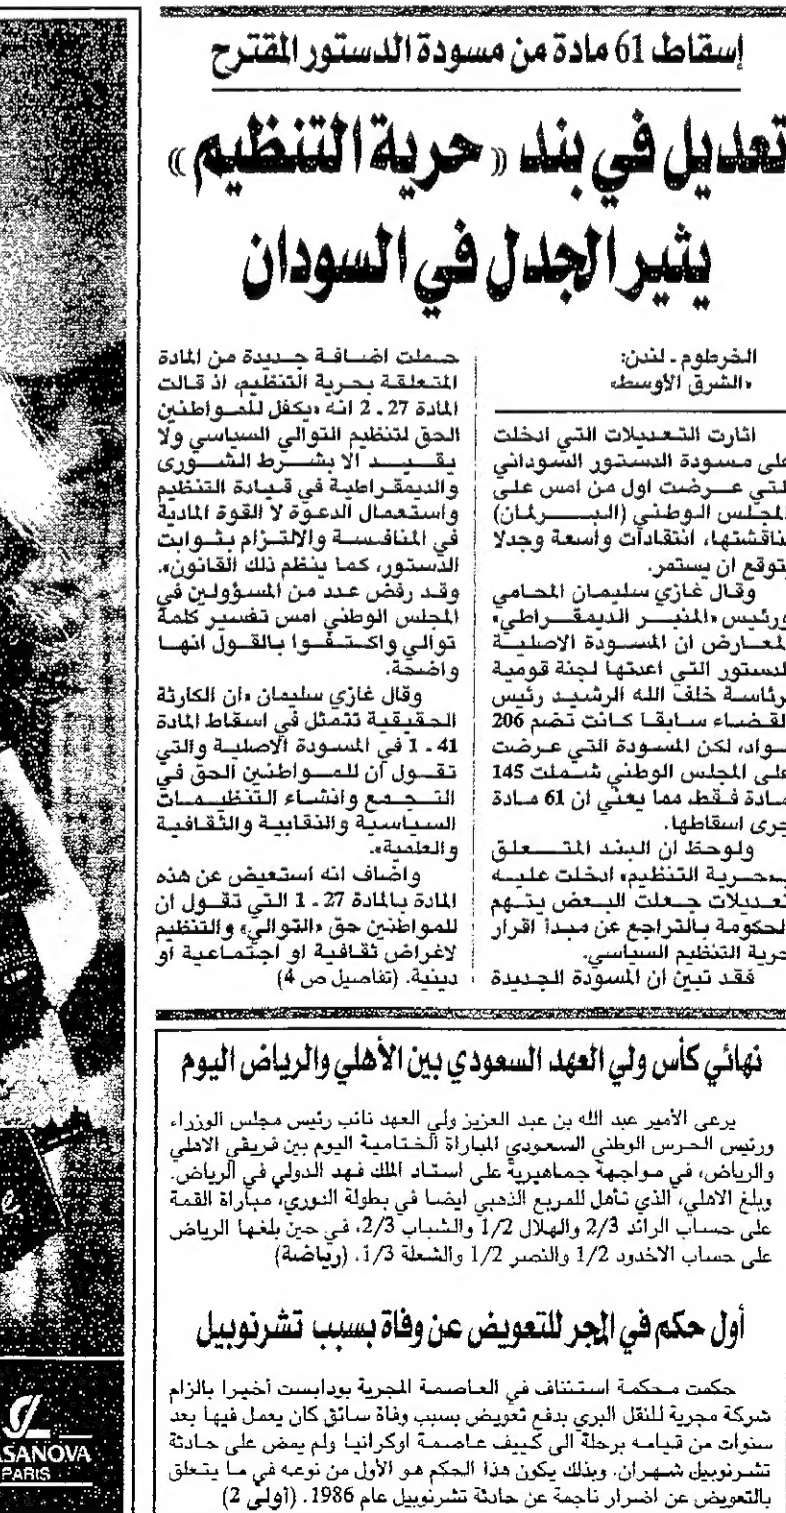 إسقاط 61 مادة من مسودة الدستور المقترح
تعديل في بند «حرية التنظيم»
يثير الجدل في السودان
الخرطوم ـ لندن:
«الشرق الأوسط»
اثارت التعديلات التي ادخلت
على مسودة الدستور السوداني
التي عرضت اول من امس على
المجلس الوطني (البرلمان)
لمناقشتها، انتقادات واسعة وجدلا
يتوقع ان يستمر.
وقال غازي سليمان المحامي
ورئيس «المنبر الديمقراطي»
المعارض ان المسودة الاصلية
للدستور التي اعدتها لجنة قومية
برئاسة خلف الله الرشيد رئيس
القضاء سابقا كانت تضم 206
مواد، لكن المسودة التي عرضت
على المجلس الوطني شملت 145
مادة فقط، مما يعني ان 61 مادة
جرى اسقاطها.
ولوحظ ان البند المتعلق
بـ«حرية التنظيم» ادخلت عليه
تعديلات جعلت البعض يتهم
الحكومة بالتراجع عن مبدأ اقرار
حرية التنظيم السياسي.
فقد تبين ان المسودة الجديدة
حملت اضافة جديدة من المادة
المتعلقة بحرية التنظيم، اذ قالت
المادة 27 ـ 2 انه «يكفل للمواطنين
الحق لتنظيم التوالي السياسي ولا
يقيد الا بشرط الشورى
والديمقراطية في قيادة التنظيم
واستعمال الدعوة لا القوة المادية
في المنافسة والالتزام بثوابت
الدستور، كما ينظم ذلك القانون».
وقد رفض عدد من المسؤولين في
المجلس الوطني امس تفسير كلمة
توالي واكتفوا بالقول انها
واضحة.
وقال غازي سليمان «ان الكارثة
الحقيقية تتمثل في اسقاط المادة
41 ـ 1 في المسودة الاصلية والتي
تقول ان للمواطنين الحق في
التجمع وانشاء التنظيمات
السياسية والنقابية والثقافية
والعلمية».
واضاف انه استعيض عن هذه
المادة بالمادة 27 ـ 1 التي تقول ان
للمواطنين حق «التوالي» والتنظيم
لاغراض ثقافية او اجتماعية او
دينية. (تفاصيل ص 4)
نهائي كأس ولي العهد السعودي بين الأهلي والرياض اليوم
يرعى الأمير عبد الله بن عبد العزيز ولي العهد نائب رئيس مجلس الوزراء
ورئيس الحرس الوطني السعودي المباراة الختامية اليوم بين فريقي الاهلي
والرياض، في مواجهة جماهيرية على استاد الملك فهد الدولي في الرياض.
وبلغ الاهلي، الذي تأهل للمربع الذهبي ايضا في بطولة الدوري، مباراة القمة
على حساب الرائد 2/3 والهلال 1/2 والشباب 2/3، في حين بلغها الرياض
على حساب الاخدود 1/2 والنصر 1/2 والشعلة 1/3. (رياضة)
أول حكم في المجر للتعويض عن وفاة بسبب تشرنوبيل
حكمت محكمة استئناف في العاصمة المجرية بودابست أخيرا بالزام
شركة مجرية للنقل البري بدفع تعويض بسبب وفاة سائق كان يعمل فيها بعد
سنوات من قيامه برحلة الى كييف عاصمة اوكرانيا ولم يمض على حادثة
تشرنوبيل شهران. وبذلك يكون هذا الحكم هو الأول من نوعه في ما يتعلق
بالتعويض عن اضرار ناجمة عن حادثة تشرنوبيل عام 1986. (أولى 2)
ASANOVA
PARIS